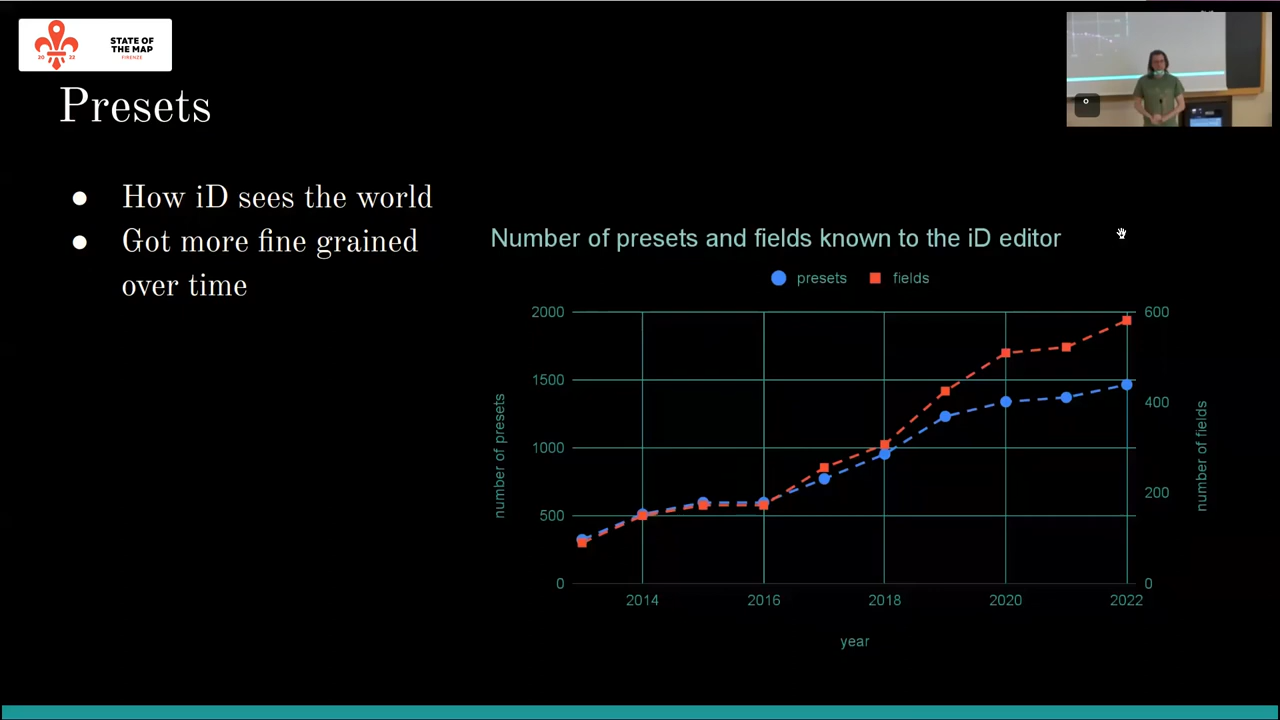 20 22
STATE OF
THE MAP
FIRENZE
Presets
● How iD sees the world
● Got more fine grained
over time
Number of presets and fields known to the iD editor
presets fields
2000 600
1500
400
1000
200
500
0 0
number of presets
number of fields
2014 2016 2018 2020 2022
year